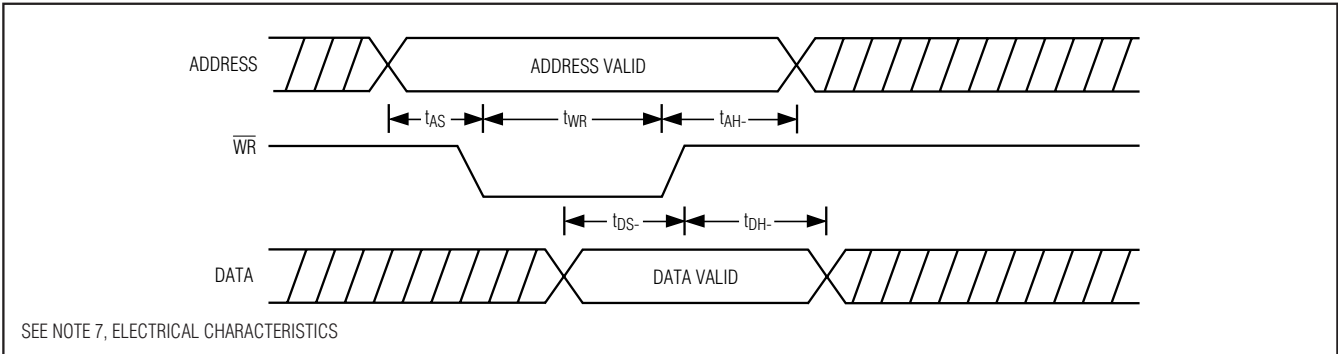 ADDRESS
ADDRESS VALID
tAS
tWR
tAH-
WR
tDS-
tDH-
DATA
DATA VALID
SEE NOTE 7, ELECTRICAL CHARACTERISTICS